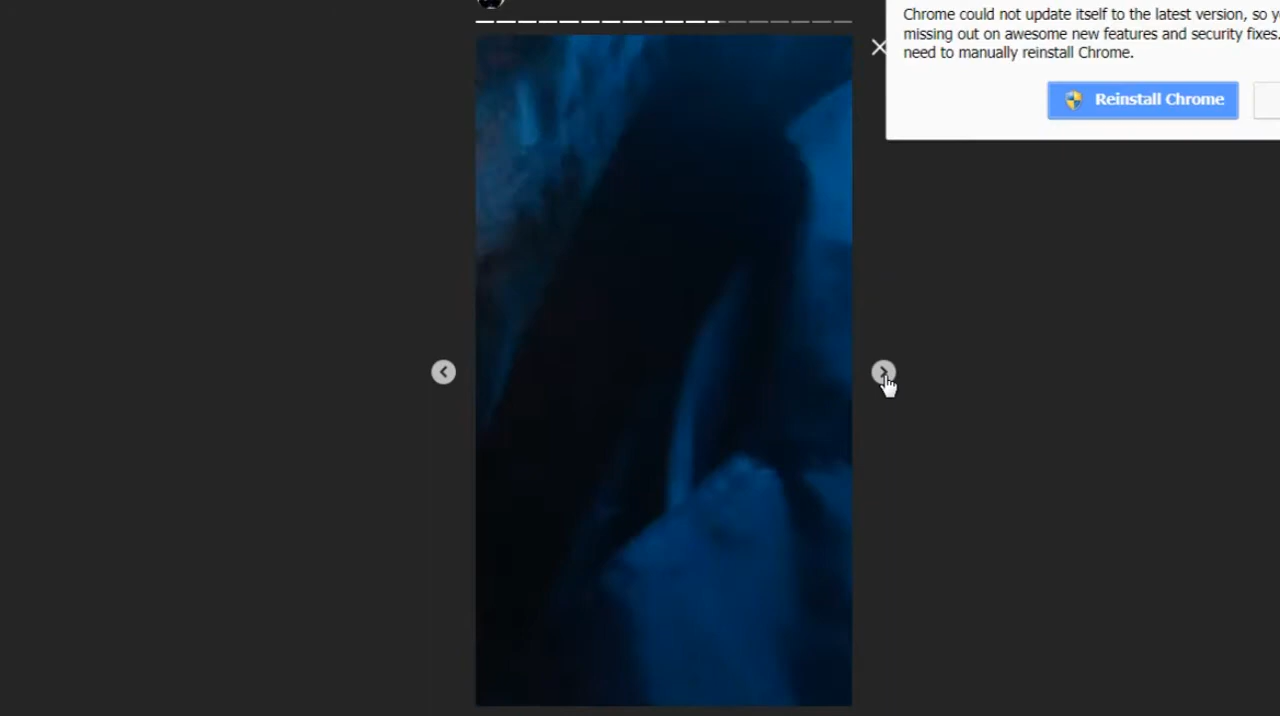 Chrome could not update itself to the latest version, so
missing out on awesome new features and security fixes.
need to manually reinstall Chrome.
Reinstall Chrome